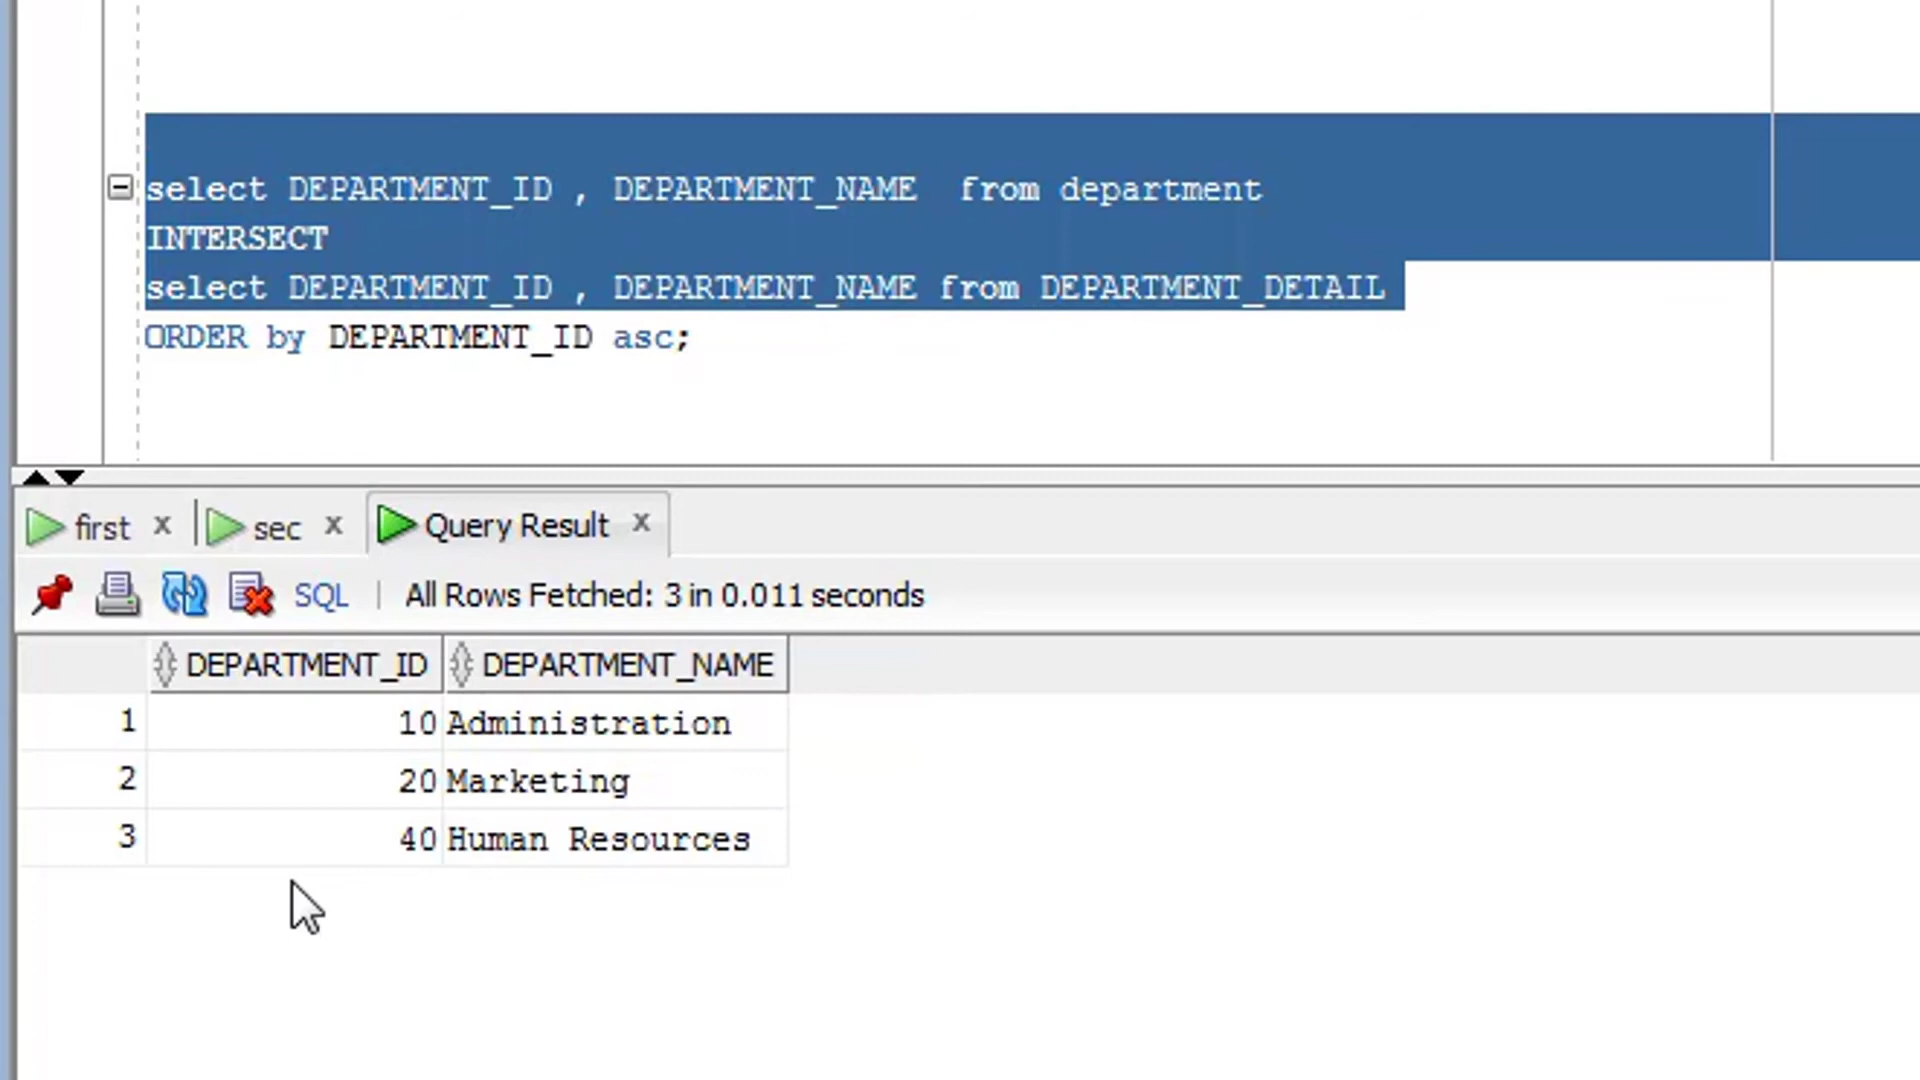 select DEPARTMENT_ID , DEPARTMENT_NAME  from department
INTERSECT
select DEPARTMENT_ID , DEPARTMENT_NAME from DEPARTMENT_DETAIL
ORDER by DEPARTMENT_ID asc;
first x sec x Query Result x
SQL | All Rows Fetched: 3 in 0.011 seconds
DEPARTMENT_ID DEPARTMENT_NAME
1 10 Administration
2 20 Marketing
3 40 Human Resources